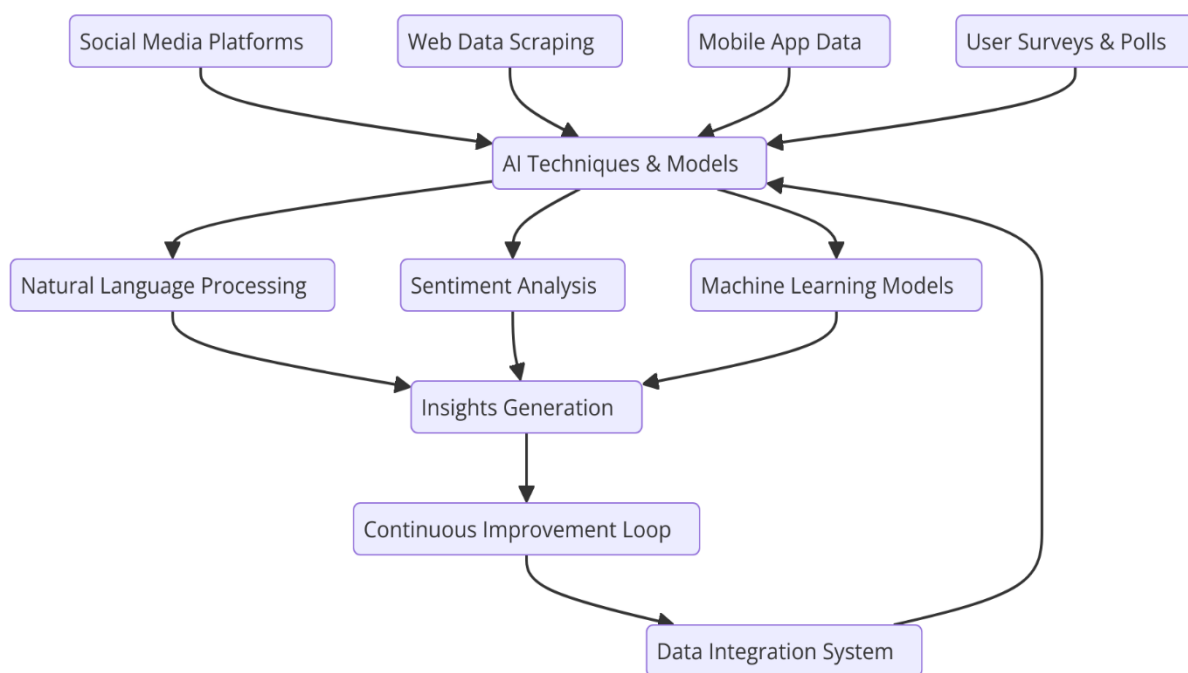 Social Media Platforms
Web Data Scraping
Mobile App Data
User Surveys & Polls
AI Techniques & Models
Natural Language Processing
Sentiment Analysis
Machine Learning Models
Insights Generation
Continuous Improvement Loop
Data Integration System